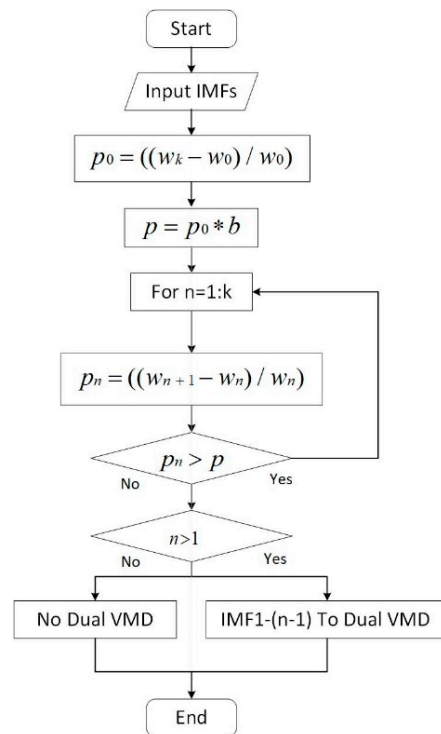 Start
Input IMFs
p₀ = ((wₖ − w₀) / w₀)
p = p₀ * b
For n=1:k
pₙ = ((wₙ ₊ ₁ − wₙ) / wₙ)
pₙ > p
No
Yes
n>1
No
Yes
No Dual VMD
IMF1-(n-1) To Dual VMD
End